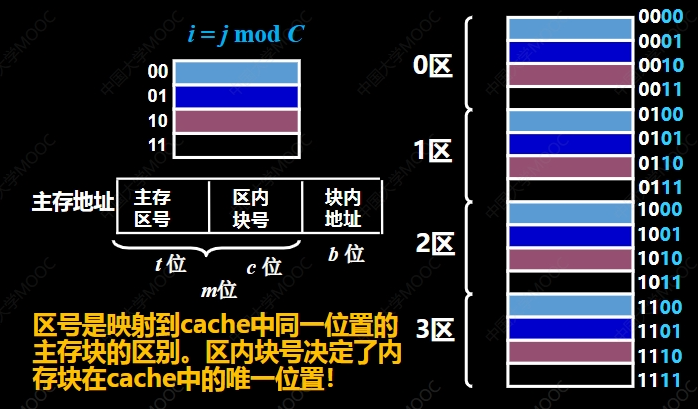 i = j mod C
00
01
10
11
主存地址
主存区号
区内块号
块内地址
t 位
c 位
b 位
m位
区号是映射到cache中同一位置的
主存块的区别。区内块号决定了内
存块在cache中的唯一位置！
0区
1区
2区
3区
0000
0001
0010
0011
0100
0101
0110
0111
1000
1001
1010
1011
1100
1101
1110
1111
中国大学MOOC